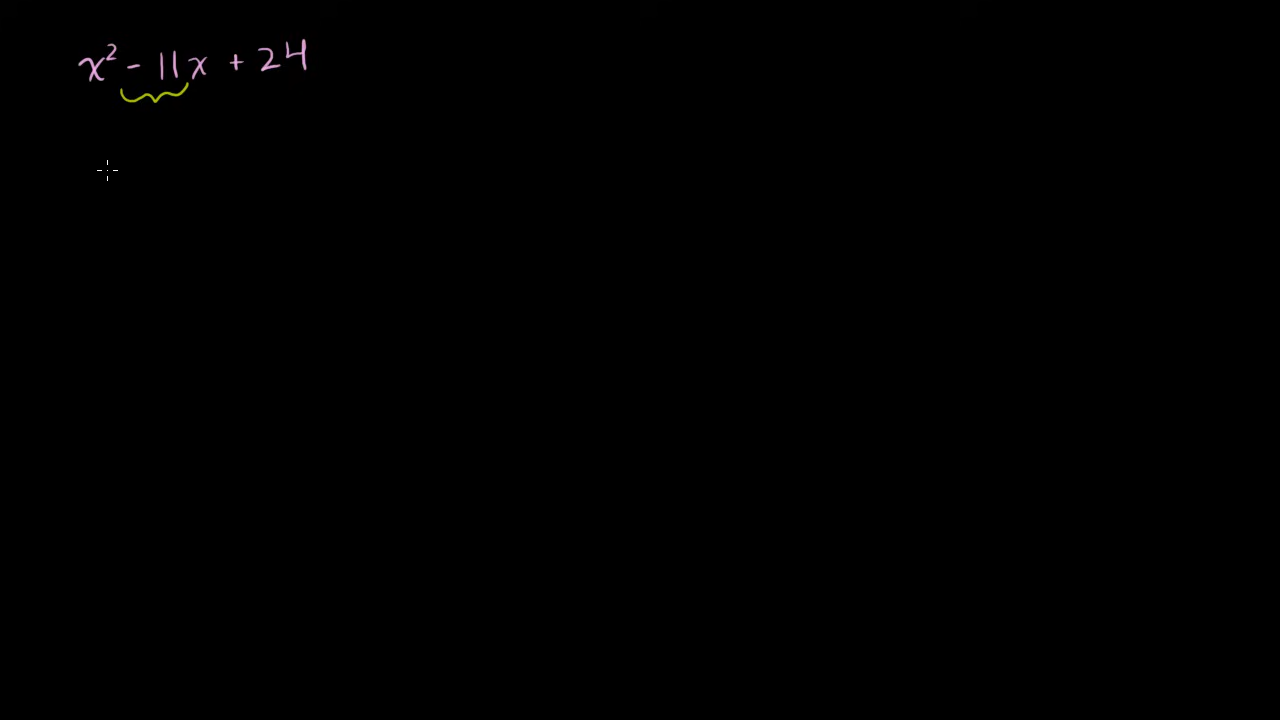 x² - 11x + 24